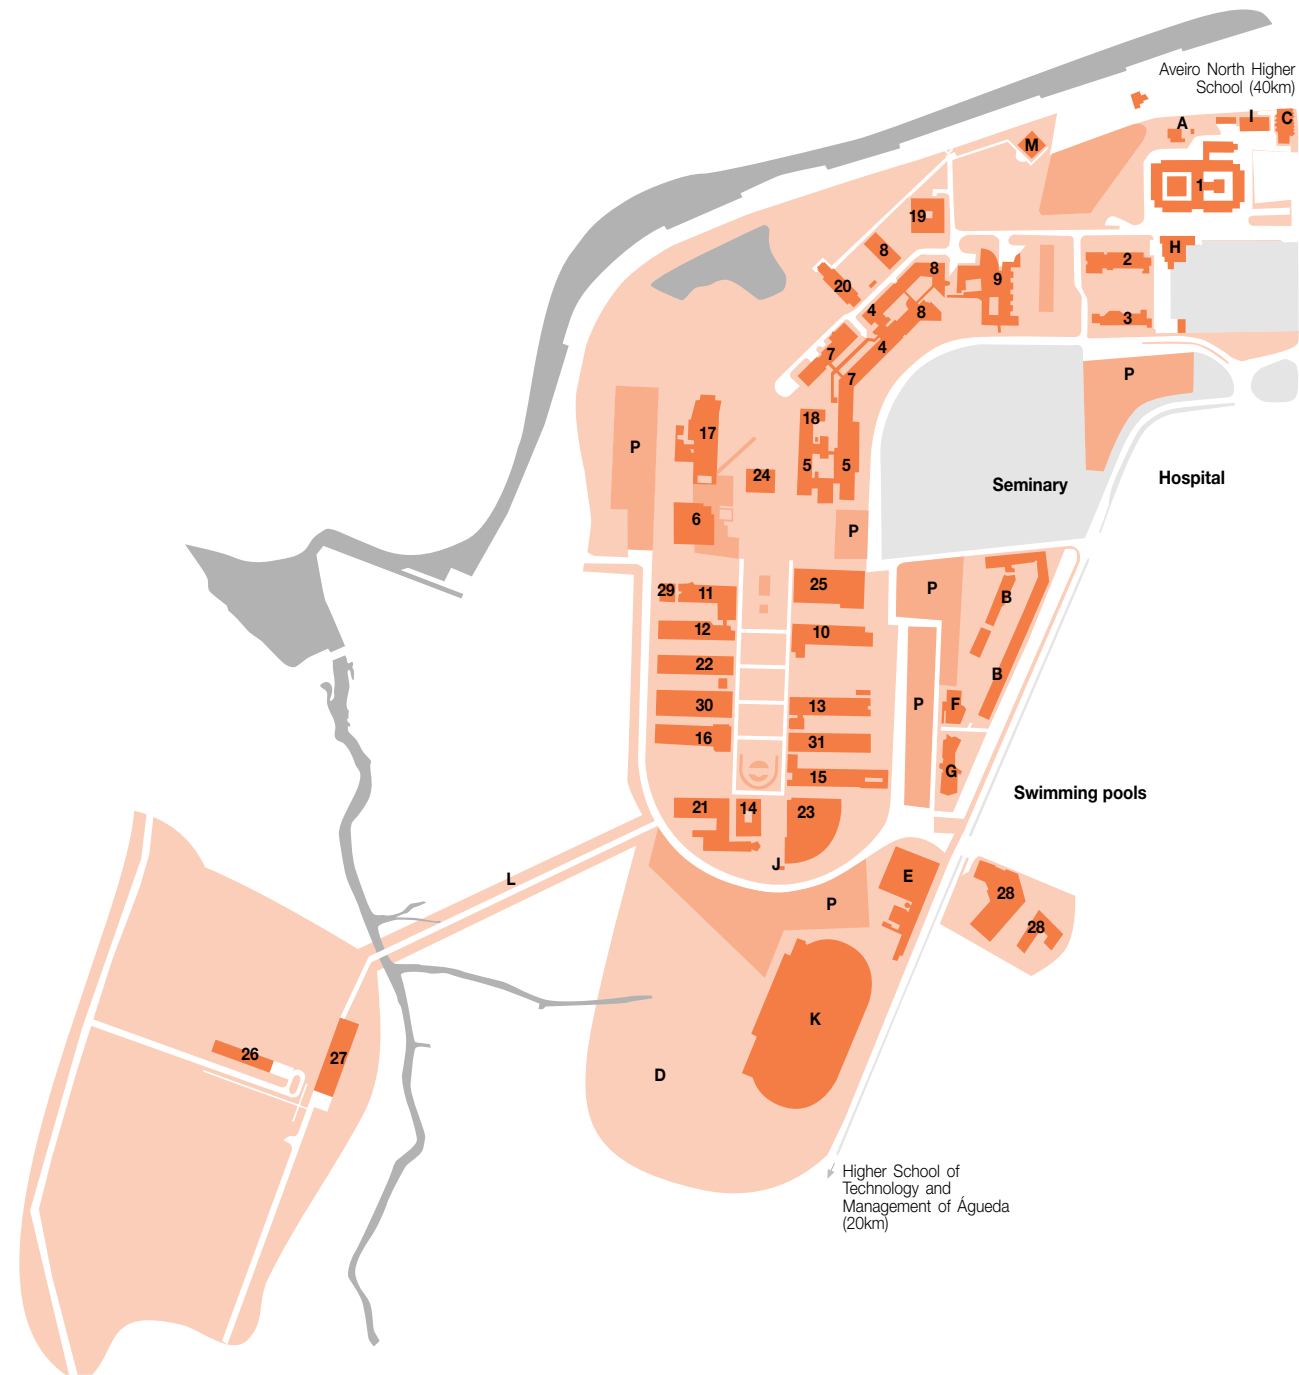 Aveiro North Higher
School (40km)
A
I
C
M
1
19
8
H
2
8
9
20
4
8
3
4
7
7
P
18
17
P
24
5
5
Hospital
Seminary
6
P
25
29
11
P
B
12
10
22
B
30
13
P
F
16
31
G
15
Swimming pools
21
14
23
J
E
L
28
P
28
K
26
27
D
Higher School of
Technology and
Management of Águeda
(20km)